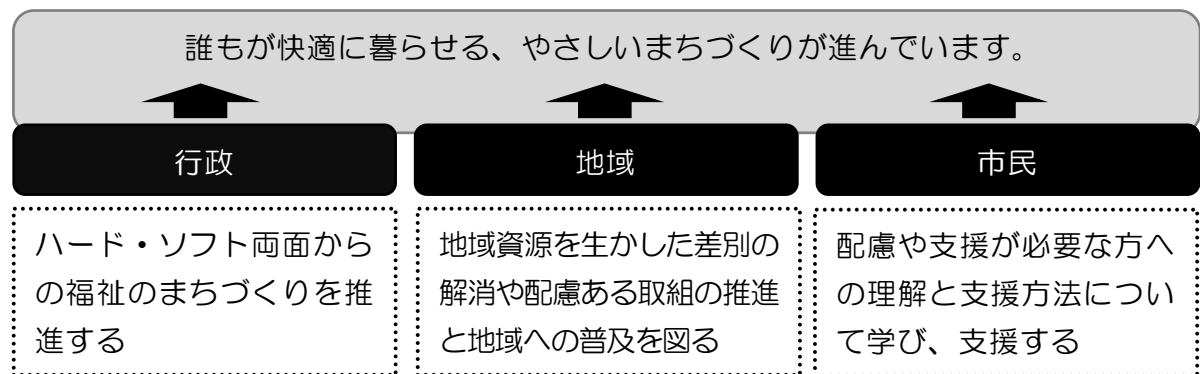 誰もが快適に暮らせる、やさしいまちづくりが進んでいます。
行政
ハード・ソフト両面から
の福祉のまちづくりを推
進する
地域
地域資源を生かした差別の
解消や配慮ある取組の推進
と地域への普及を図る
市民
配慮や支援が必要な方へ
の理解と支援方法につい
て学び、支援する